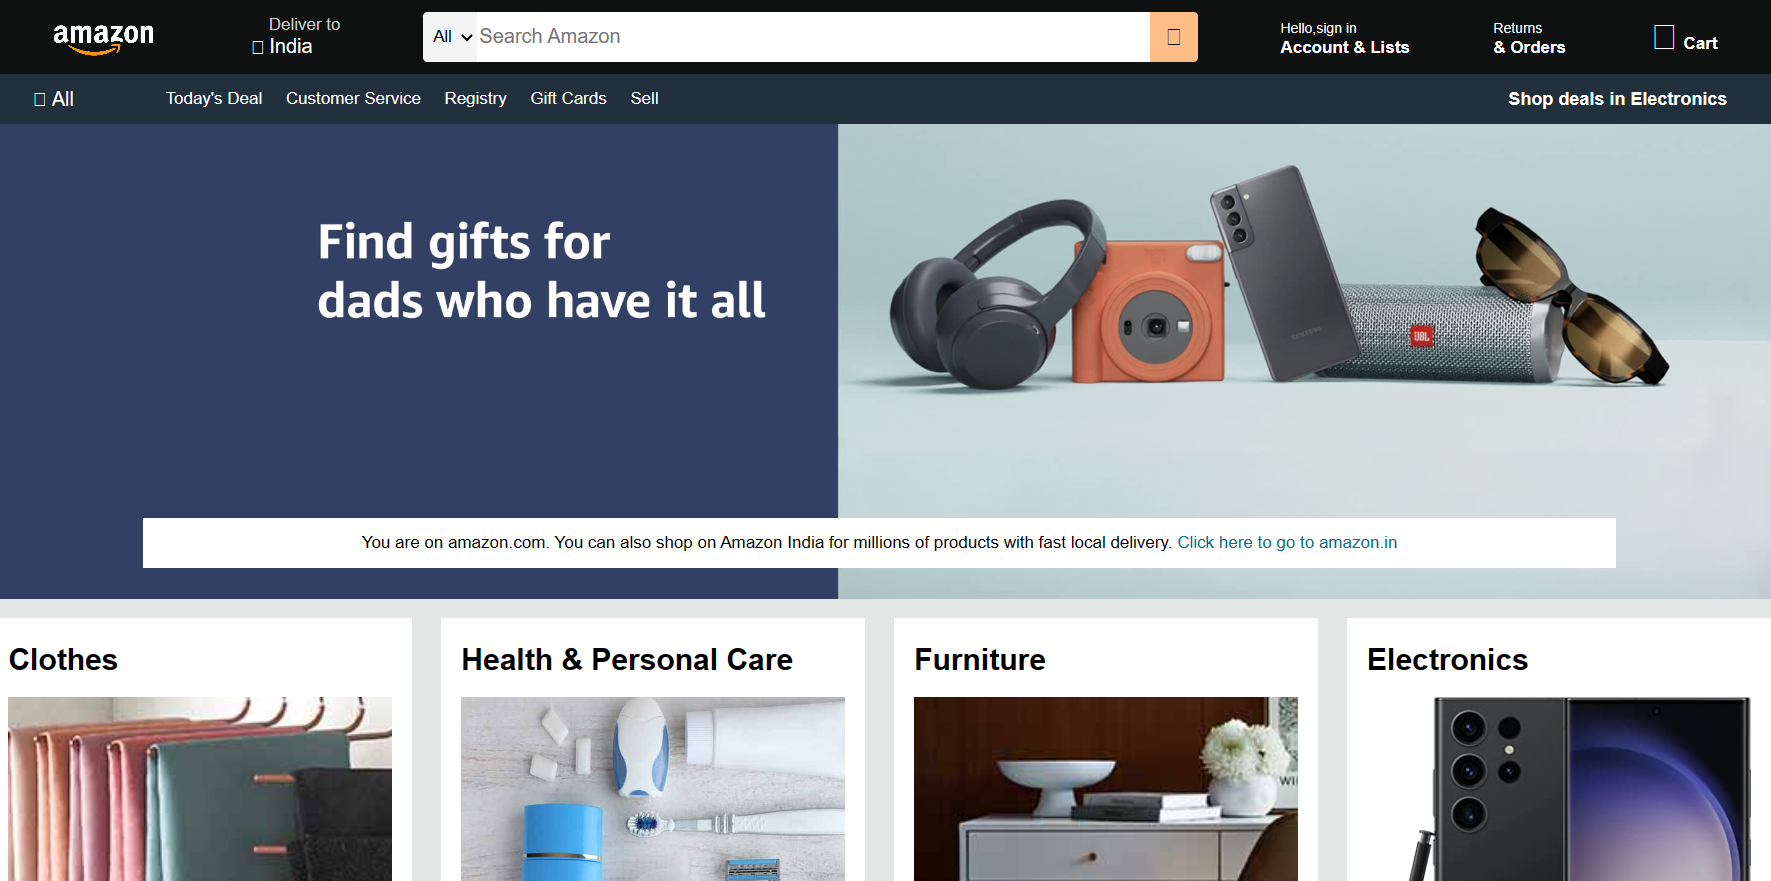 amazon
Deliver to
India
All
Search Amazon
Hello,sign in
Account & Lists
Returns
& Orders
Cart
All
Today's Deal
Customer Service
Registry
Gift Cards
Sell
Shop deals in Electronics
Find gifts for
dads who have it all
SAMSUNG
JBL
You are on amazon.com. You can also shop on Amazon India for millions of products with fast local delivery. Click here to go to amazon.in
Clothes
Health & Personal Care
Furniture
Electronics